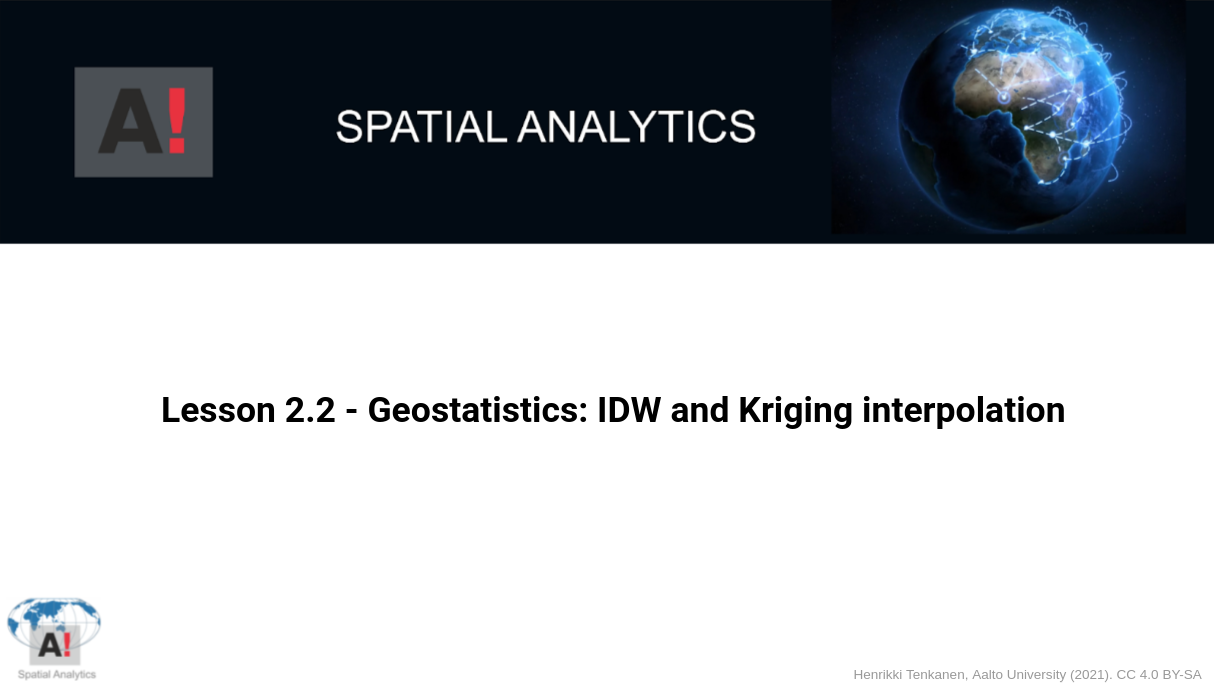 A!
SPATIAL ANALYTICS
Lesson 2.2 - Geostatistics: IDW and Kriging interpolation
A!
Spatial Analytics
Henrikki Tenkanen, Aalto University (2021). CC 4.0 BY-SA